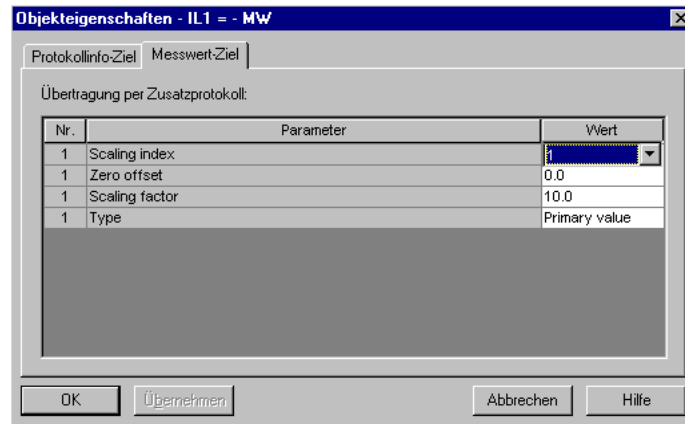 Objekteigenschaften - IL1 = - MW
Protokollinfo-Ziel Messwert-Ziel
Übertragung per Zusatzprotokoll:
Nr. Parameter Wert
1 Scaling index 1
1 Zero offset 0.0
1 Scaling factor 10.0
1 Type Primary value
OK Übernehmen Abbrechen Hilfe